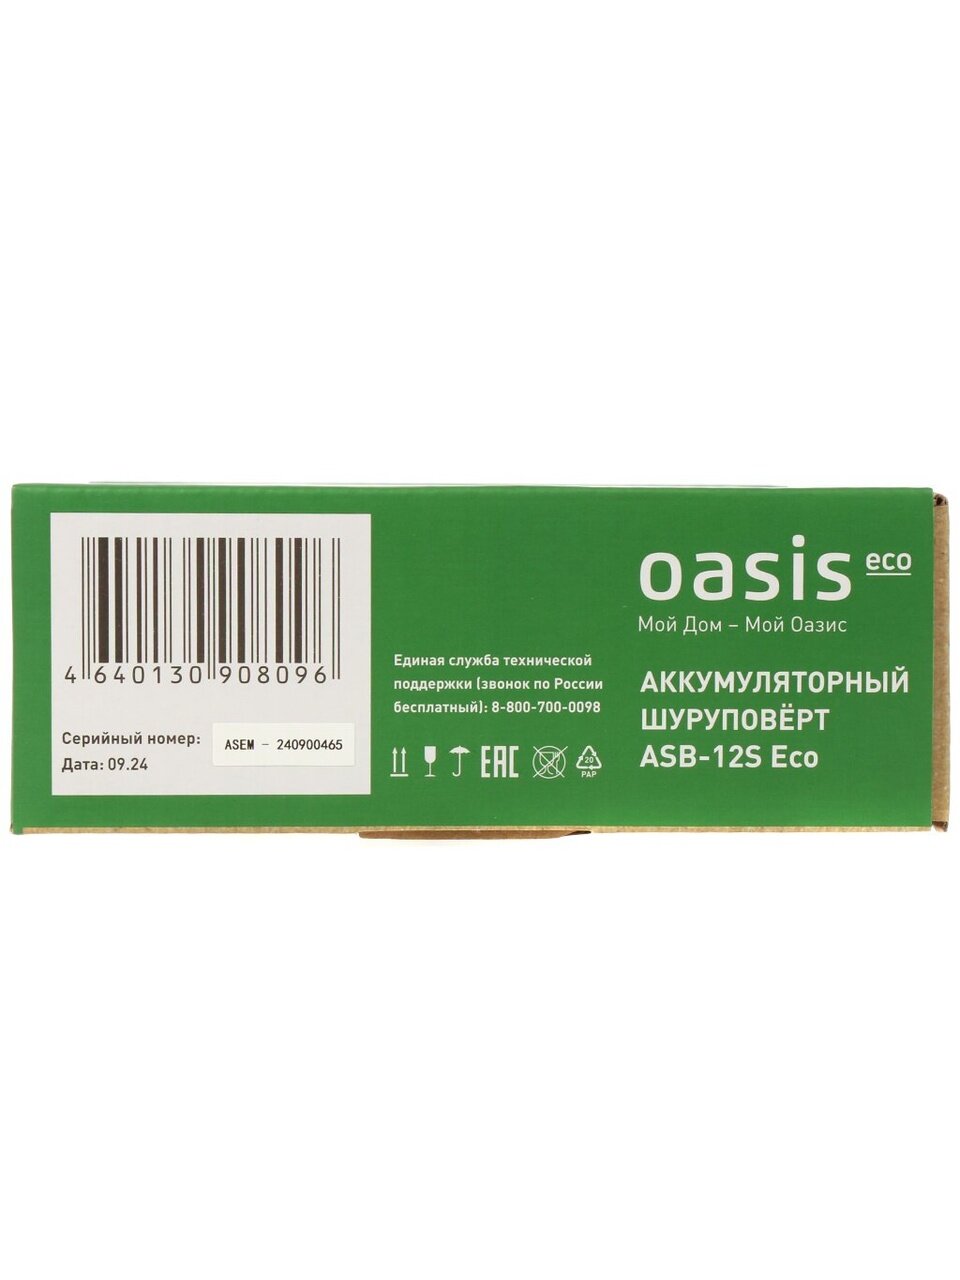 4 640130 908096
Серийный номер: ASEM - 240900465
Дата: 09.24
Единая служба технической
поддержки (звонок по России
бесплатный): 8-800-700-0098
EAC
20
PAP
oasis eco
Мой Дом – Мой Оазис
АККУМУЛЯТОРНЫЙ
ШУРУПОВЁРТ
ASB-12S Eco